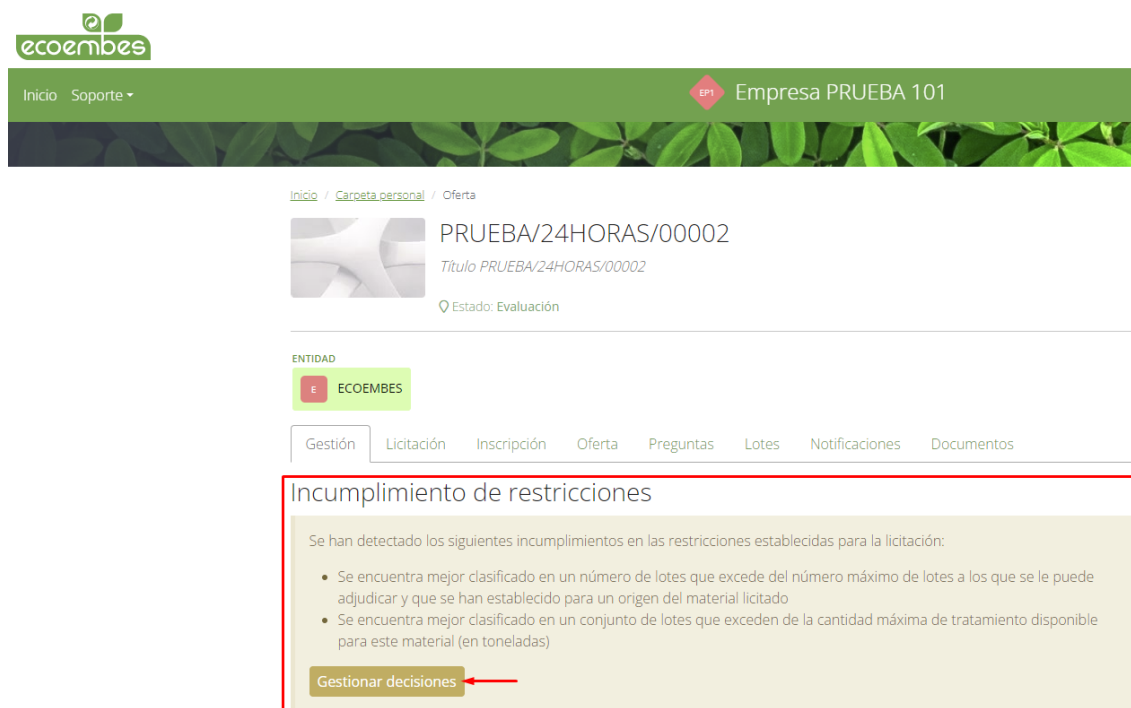 ecoembes
Inicio Soporte
EP1 Empresa PRUEBA 101
Inicio / Carpeta personal / Oferta
PRUEBA/24HORAS/00002
Título PRUEBA/24HORAS/00002
Estado: Evaluación
ENTIDAD
E ECOEMBES
Gestión Licitación Inscripción Oferta Preguntas Lotes Notificaciones Documentos
Incumplimiento de restricciones
Se han detectado los siguientes incumplimientos en las restricciones establecidas para la licitación:
• Se encuentra mejor clasificado en un número de lotes que excede del número máximo de lotes a los que se le puede
adjudicar y que se han establecido para un origen del material licitado
• Se encuentra mejor clasificado en un conjunto de lotes que exceden de la cantidad máxima de tratamiento disponible
para este material (en toneladas)
Gestionar decisiones